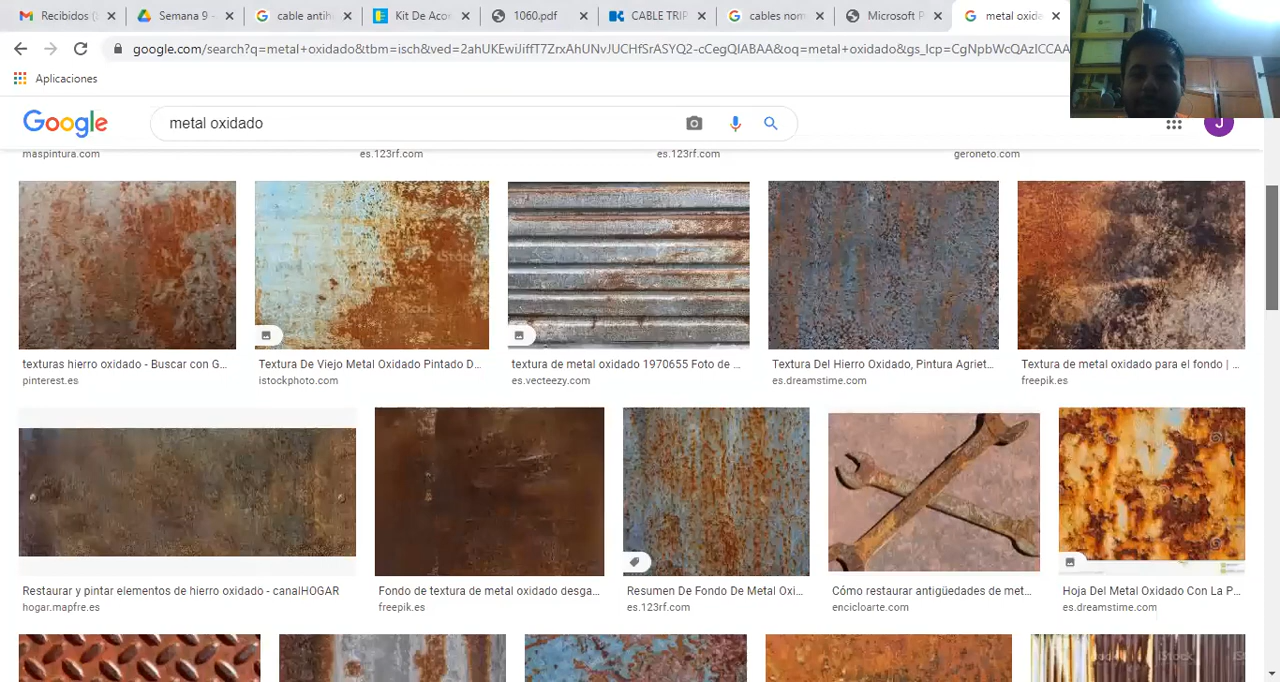 Recibidos (
Semana 9 -
cable antih
Kit De Acor
1060.pdf
CABLE TRIP
cables nom
Microsoft P
metal oxida
google.com/search?q=metal+oxidado&tbm=isch&ved=2ahUKEwiJiffT7ZrxAhUNvJUCHfSrASYQ2-cCegQIABAA&oq=metal+oxidado&gs_lcp=CgNpbWcQAzICCAA
Aplicaciones
Google
metal oxidado
J
maspintura.com
es.123rf.com
es.123rf.com
geroneto.com
texturas hierro oxidado - Buscar con G...
Textura De Viejo Metal Oxidado Pintado D...
textura de metal oxidado 1970655 Foto de ...
Textura Del Hierro Oxidado, Pintura Agriet...
Textura de metal oxidado para el fondo | ...
pinterest.es
istockphoto.com
es.vecteezy.com
es.dreamstime.com
freepik.es
Restaurar y pintar elementos de hierro oxidado - canalHOGAR
Fondo de textura de metal oxidado desga...
Resumen De Fondo De Metal Oxi...
Cómo restaurar antigüedades de met...
Hoja Del Metal Oxidado Con La P...
hogar.mapfre.es
freepik.es
es.123rf.com
encicloarte.com
es.dreamstime.com